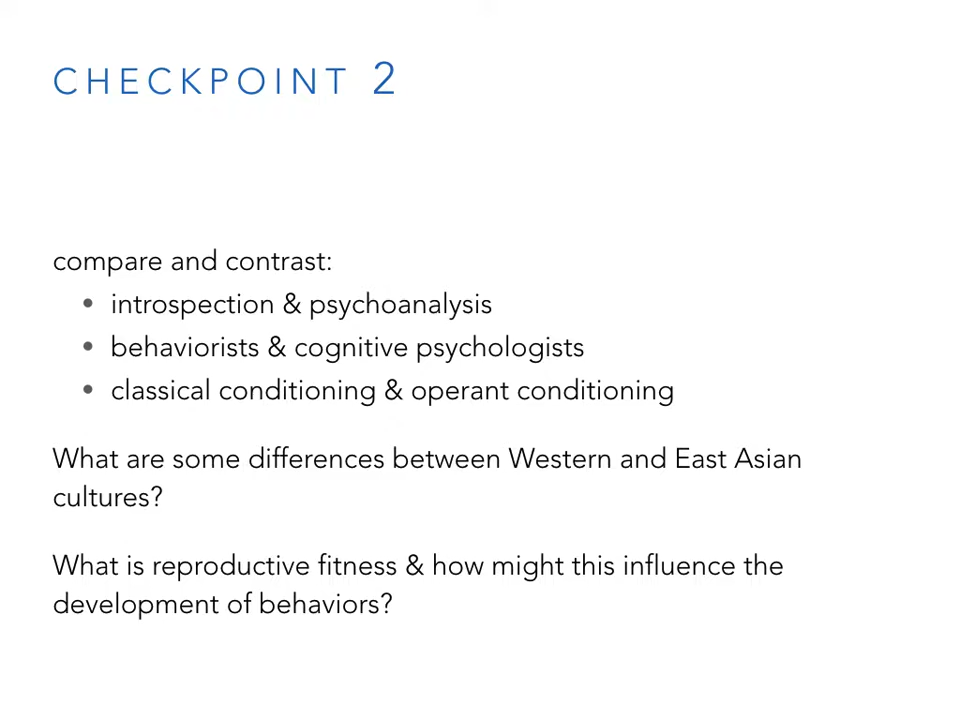 CHECKPOINT 2
compare and contrast:
• introspection & psychoanalysis
• behaviorists & cognitive psychologists
• classical conditioning & operant conditioning
What are some differences between Western and East Asian
cultures?
What is reproductive fitness & how might this influence the
development of behaviors?